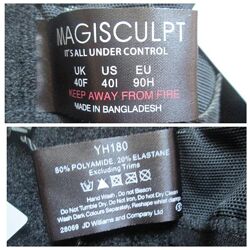 MAGISCULPT
IT'S ALL UNDER CONTROL
UK US EU
40F 40I 90H
KEEP AWAY FROM FIRE
MADE IN BANGLADESH
YH180
80% POLYAMIDE, 20% ELASTANE
Excluding Trims
Hand Wash, Do not Bleach
Do Not Tumble Dry, Do Not Iron, Do Not Dry Clean
Wash Dark Colours Separately. Reshape whilst damp
26069 JD Williams and Company Ltd